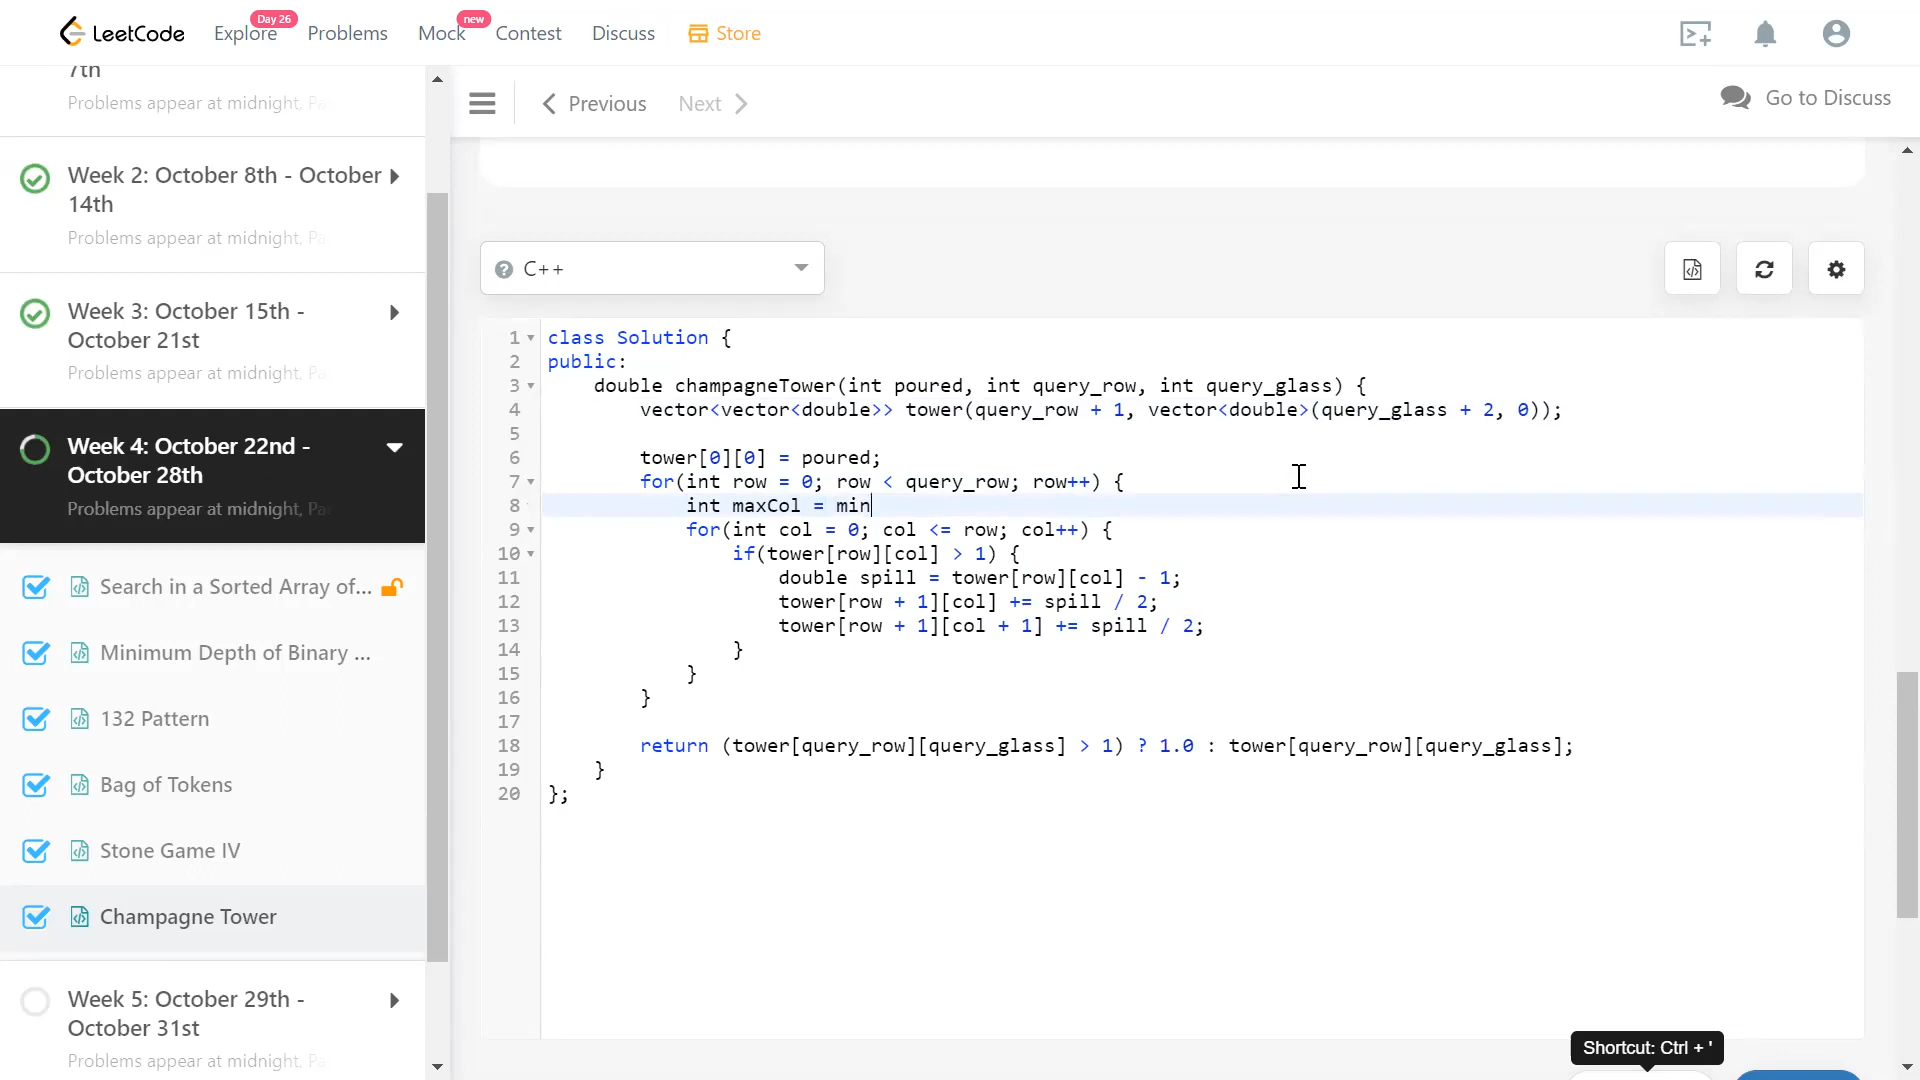 LeetCode
Explore
Day 26
Problems
Mock
new
Contest
Discuss
Store
7th
Problems appear at midnight,
Week 2: October 8th - October
14th
Problems appear at midnight,
Week 3: October 15th -
October 21st
Problems appear at midnight,
Week 4: October 22nd -
October 28th
Problems appear at midnight,
Search in a Sorted Array of...
Minimum Depth of Binary ...
132 Pattern
Bag of Tokens
Stone Game IV
Champagne Tower
Week 5: October 29th -
October 31st
Problems appear at midnight,
Previous
Next
Go to Discuss
C++
1 class Solution {
2 public:
3     double champagneTower(int poured, int query_row, int query_glass) {
4         vector<vector<double>> tower(query_row + 1, vector<double>(query_glass + 2, 0));
5
6         tower[0][0] = poured;
7         for(int row = 0; row < query_row; row++) {
8             int maxCol = min
9             for(int col = 0; col <= row; col++) {
10                 if(tower[row][col] > 1) {
11                     double spill = tower[row][col] - 1;
12                     tower[row + 1][col] += spill / 2;
13                     tower[row + 1][col + 1] += spill / 2;
14                 }
15             }
16         }
17
18         return (tower[query_row][query_glass] > 1) ? 1.0 : tower[query_row][query_glass];
19     }
20 };
Shortcut: Ctrl + '